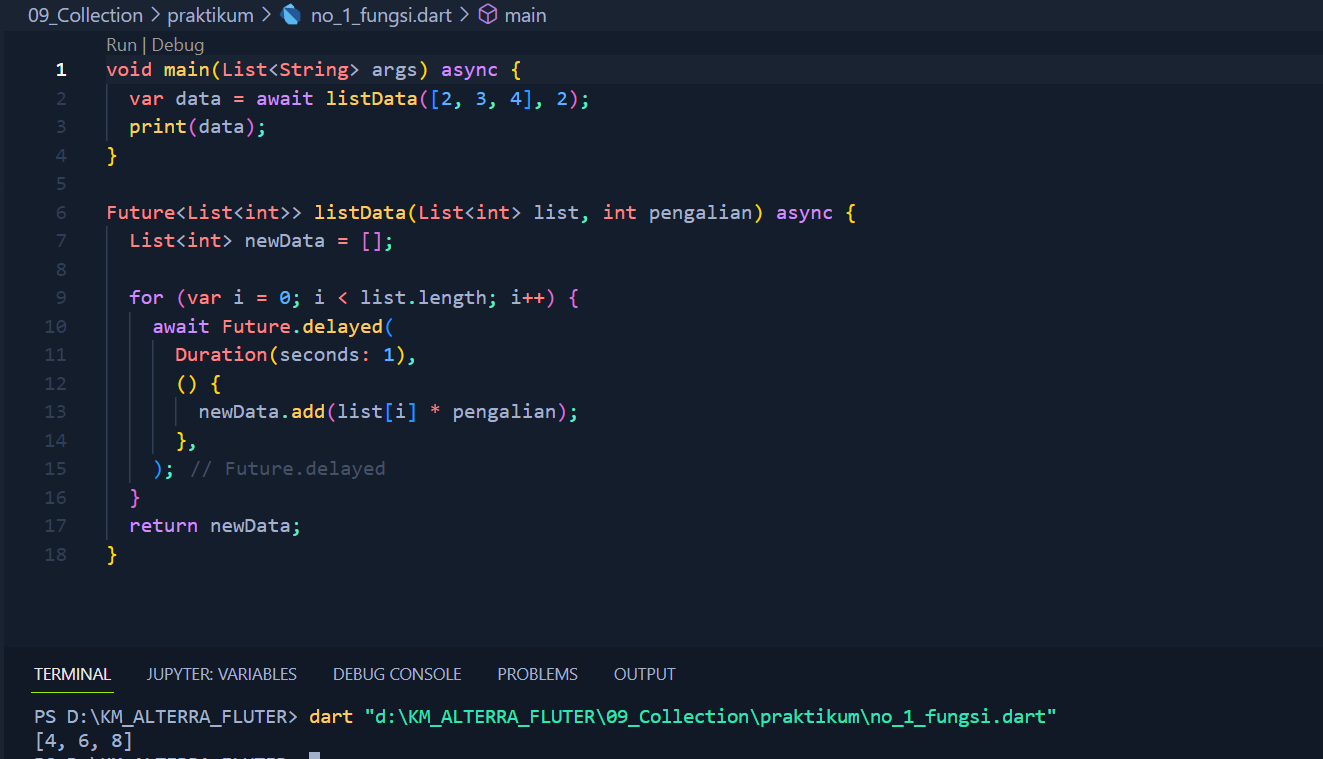 09_Collection > praktikum > no_1_fungsi.dart > main
Run | Debug
1 void main(List<String> args) async {
2 var data = await listData([2, 3, 4], 2);
3 print(data);
4 }
5
6 Future<List<int>> listData(List<int> list, int pengalian) async {
7 List<int> newData = [];
8
9 for (var i = 0; i < list.length; i++) {
10 await Future.delayed(
11 Duration(seconds: 1),
12 () {
13 newData.add(list[i] * pengalian);
14 },
15 ); // Future.delayed
16 }
17 return newData;
18 }
TERMINAL JUPYTER: VARIABLES DEBUG CONSOLE PROBLEMS OUTPUT
PS D:\KM_ALTERRA_FLUTER> dart "d:\KM_ALTERRA_FLUTER\09_Collection\praktikum\no_1_fungsi.dart"
[4, 6, 8]